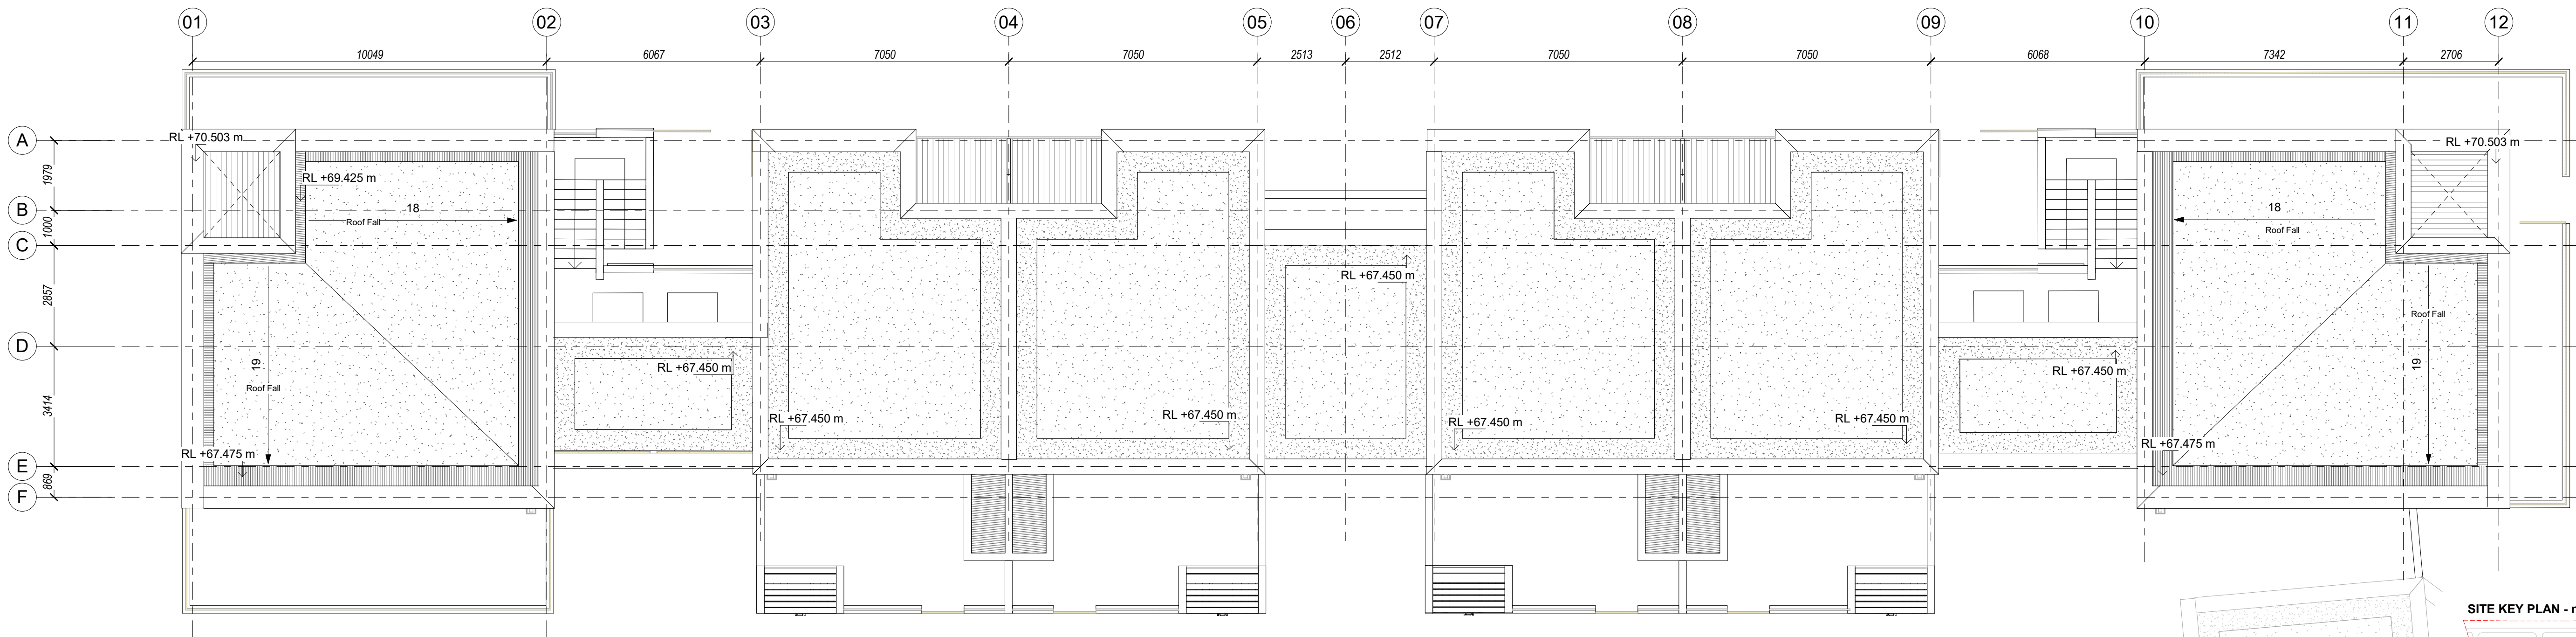 01 02 03 04 05 06 07 08 09 10 11 12
10049 6067 7050 7050 2513 2512 7050 7050 6068 7342 2706
A
RL +70.503 m RL +70.503 m
1979
RL +69.425 m
18 18
B
Roof Fall Roof Fall
1000
C
RL +67.450 m
2857
Roof Fall
D
19 19
RL +67.450 m RL +67.450 m
Roof Fall
3414
RL +67.450 m RL +67.450 m RL +67.450 m RL +67.450 m
RL +67.475 m RL +67.475 m
E
869
F
SITE KEY PLAN -